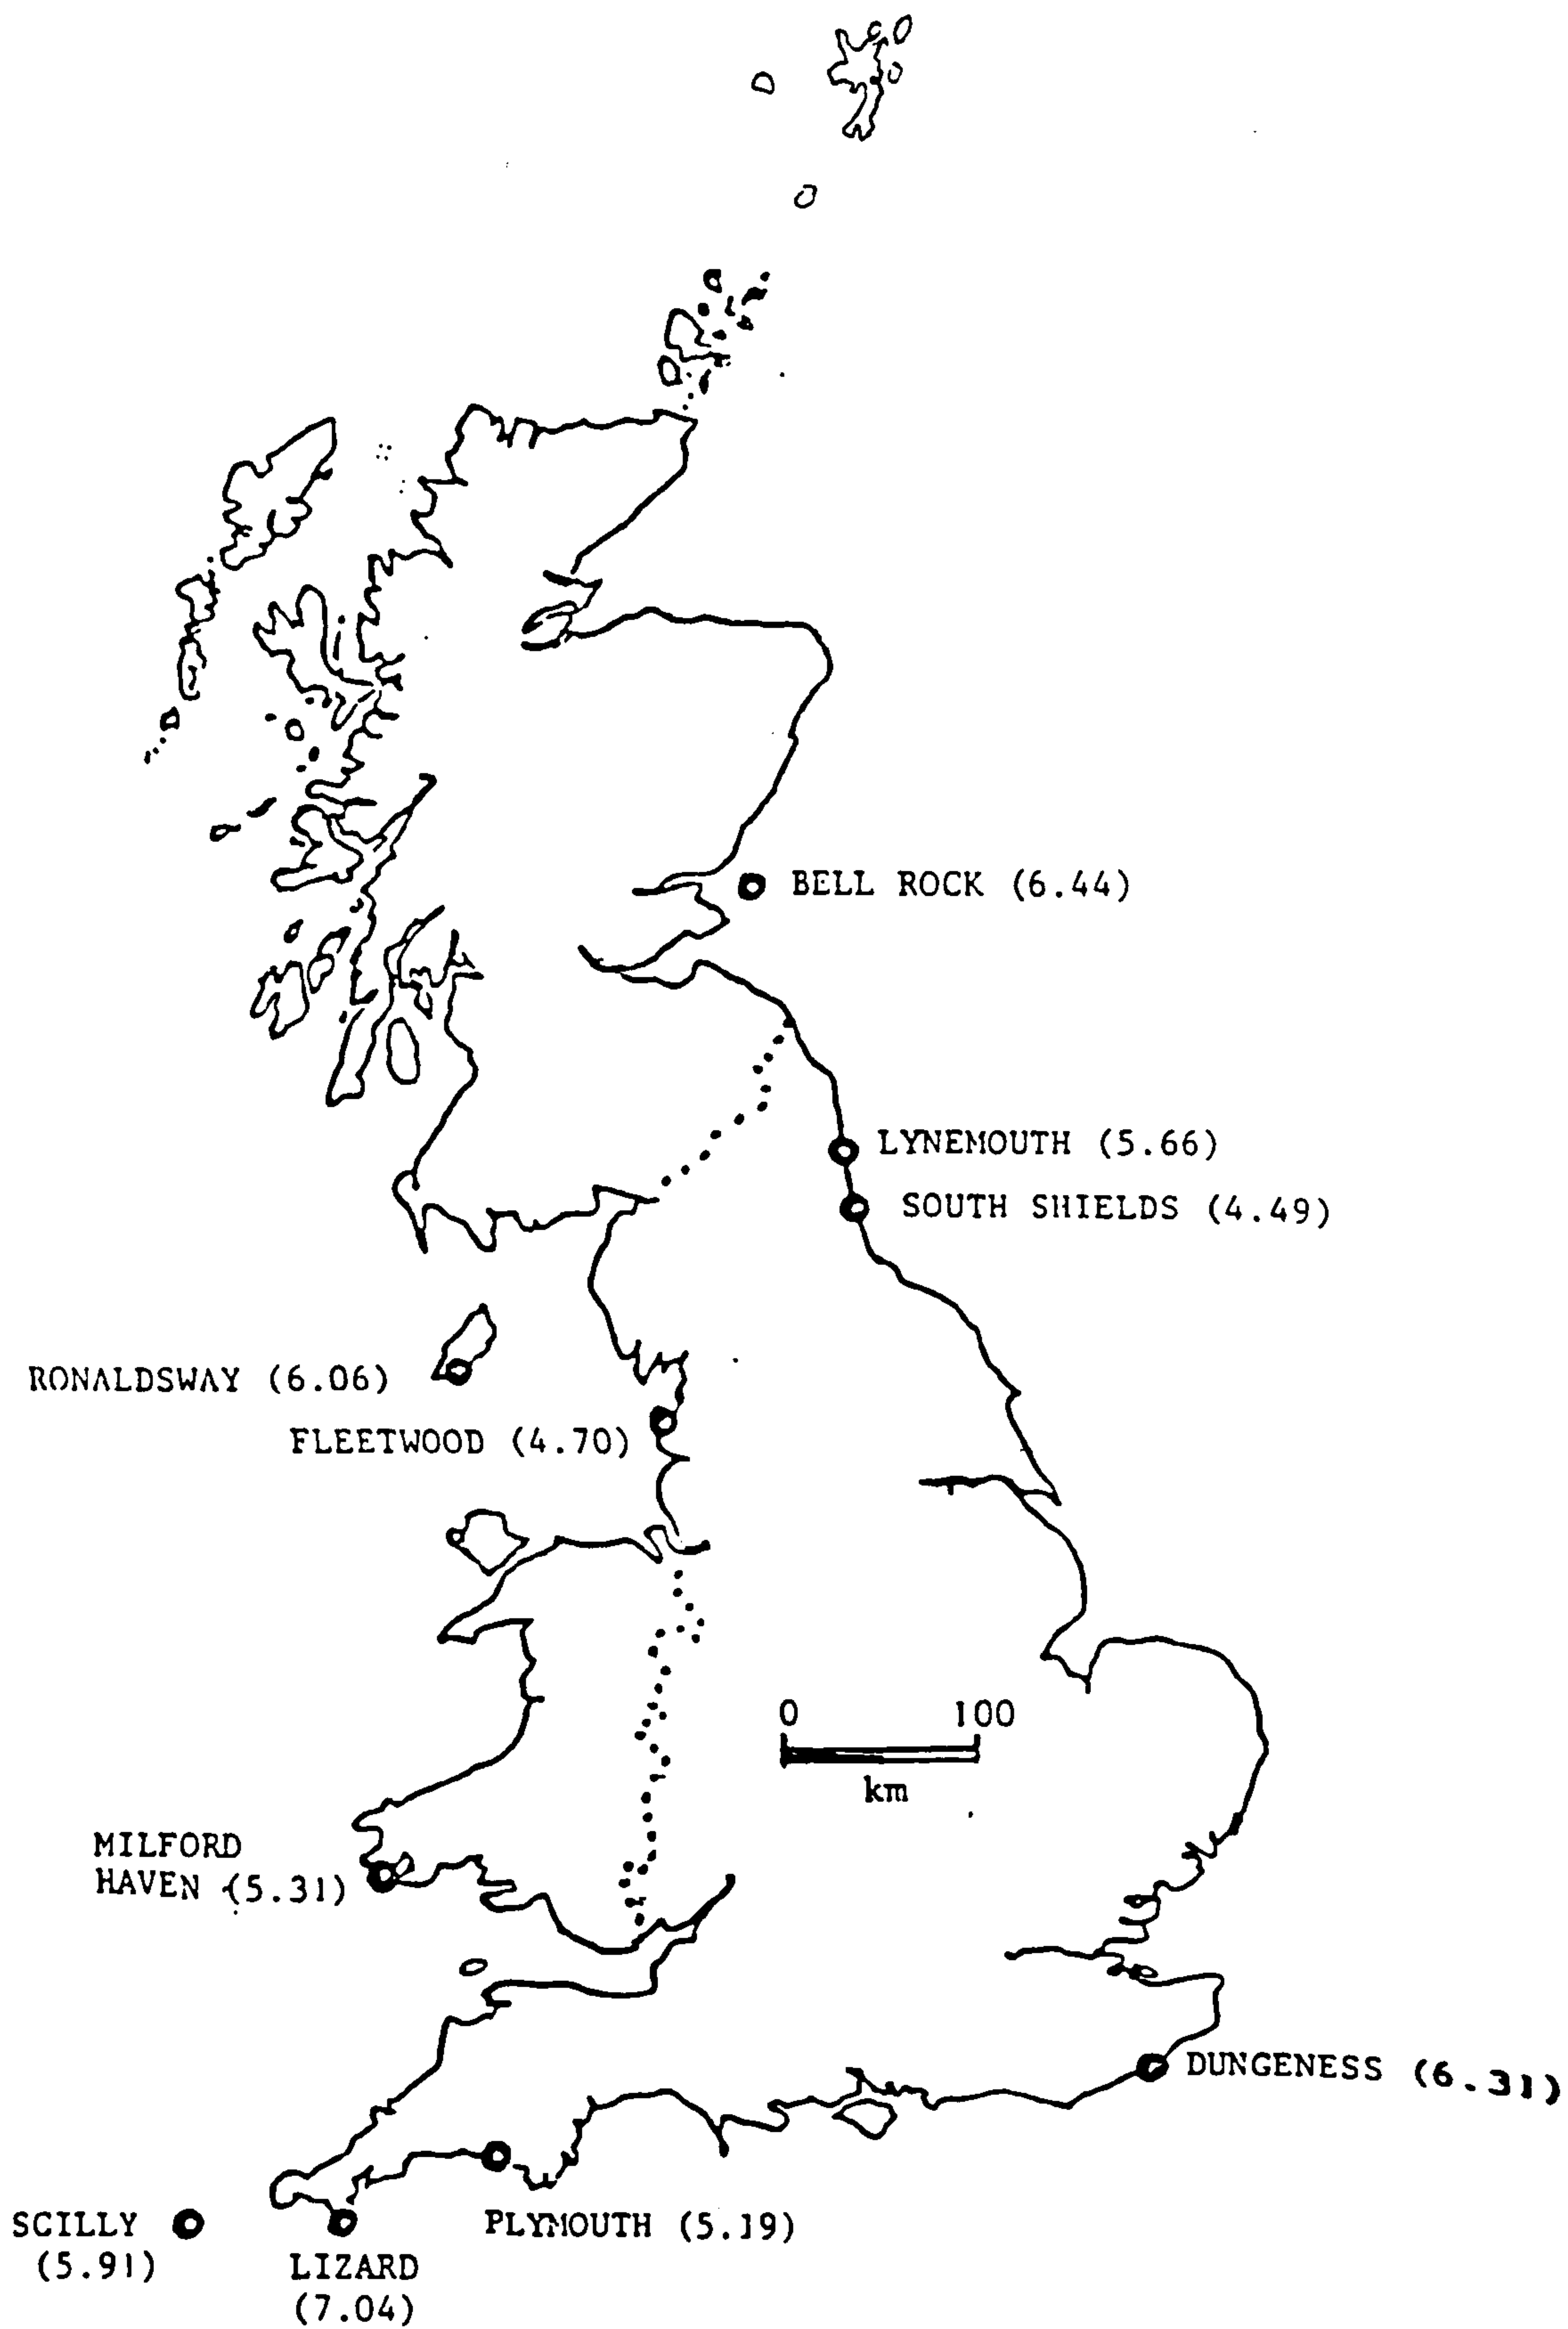 BELL ROCK (6.44)
LYNEMOUTH (5.66)
SOUTH SHIELDS (4.49)
RONALDSWAY (6.06)
FLEETWOOD (4.70)
0 100
km
MILFORD
HAVEN (5.31)
DUNGENESS (6.31)
SCILLY
(5.91)
LIZARD
(7.04)
PLYMOUTH (5.19)